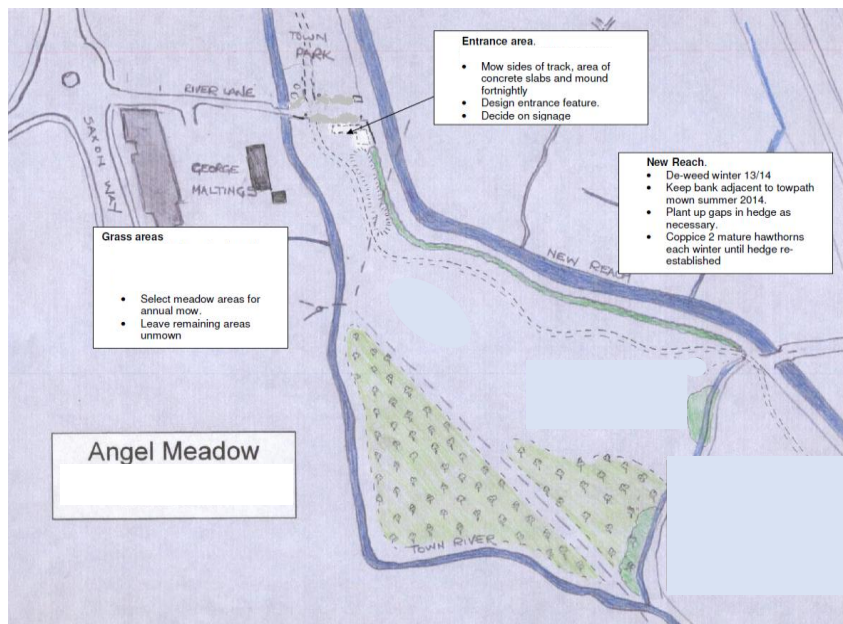 TOWN
PARK
Entrance area.
• Mow sides of track, area of
concrete slabs and mound
fortnightly
• Design entrance feature.
• Decide on signage
RIVER LANE
SAXON WAY
GEORGE
MALTINGS
New Reach.
• De-weed winter 13/14
• Keep bank adjacent to towpath
mown summer 2014.
• Plant up gaps in hedge as
necessary.
• Coppice 2 mature hawthorns
each winter until hedge re-
established
Grass areas
• Select meadow areas for
annual mow.
• Leave remaining areas
unmown
NEW REACH
Angel Meadow
TOWN RIVER